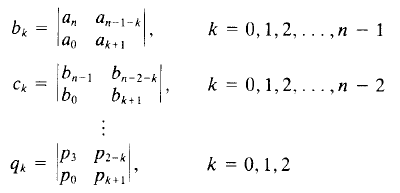 b_k = |a_n a_{n-1-k}; a_0 a_{k+1}|, k = 0, 1, 2, ..., n − 1
c_k = |b_{n-1} b_{n-2-k}; b_0 b_{k+1}|, k = 0, 1, 2, ..., n − 2
⋮
q_k = |p_3 p_{2-k}; p_0 p_{k+1}|, k = 0, 1, 2